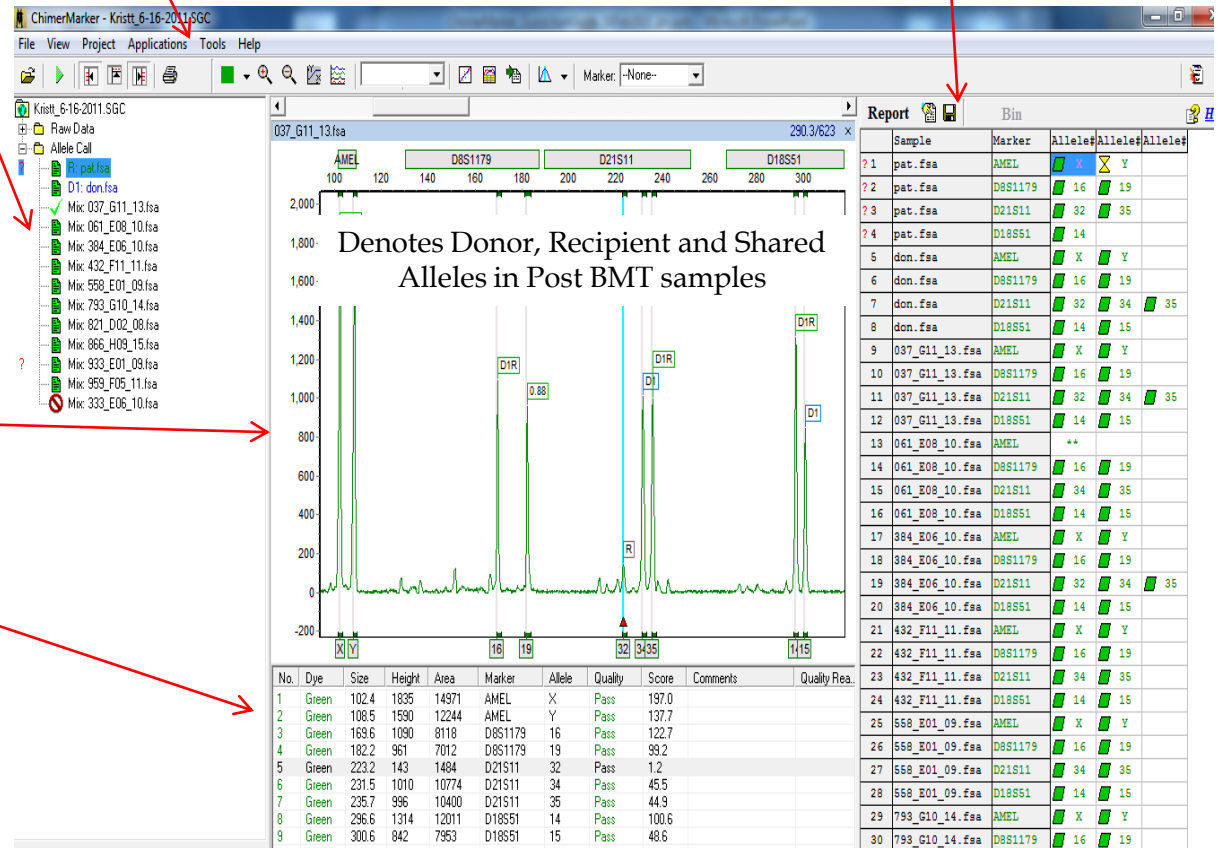 ChimerMarker - Kristt_6-16-2011.SGC
File View Project Applications Tools Help
Marker: --None--
Kristt_6-16-2011.SGC
Raw Data
Allele Call
? R: pat.fsa
D1: don.fsa
Mix: 037_G11_13.fsa
Mix: 061_E08_10.fsa
Mix: 384_E06_10.fsa
Mix: 432_F11_11.fsa
Mix: 558_E01_09.fsa
Mix: 793_G10_14.fsa
Mix: 821_D02_08.fsa
Mix: 866_H09_15.fsa
? Mix: 933_E01_09.fsa
Mix: 959_F05_11.fsa
Mix: 333_E06_10.fsa
037_G11_13.fsa 290.3/623 ×
AMEL D8S1179 D21S11 D18S51
100 120 140 160 180 200 220 240 260 280 300
2,000
1,800
1,600
1,400
1,200
1,000
800
600
400
200
0
-200
Denotes Donor, Recipient and Shared
Alleles in Post BMT samples
D1R
D1R D1R
D1
0.88
D1
R
X Y 16 19 32 34 35 14 15
No. Dye Size Height Area Marker Allele Quality Score Comments Quality Rea..
1 Green 102.4 1835 14971 AMEL X Pass 197.0
2 Green 108.5 1590 12244 AMEL Y Pass 137.7
3 Green 169.6 1090 8118 D8S1179 16 Pass 122.7
4 Green 182.2 961 7012 D8S1179 19 Pass 99.2
5 Green 223.2 143 1484 D21S11 32 Pass 1.2
6 Green 231.5 1010 10774 D21S11 34 Pass 45.5
7 Green 235.7 996 10400 D21S11 35 Pass 44.9
8 Green 296.6 1314 12011 D18S51 14 Pass 100.6
9 Green 300.6 842 7953 D18S51 15 Pass 48.6
Report Bin H
Sample Marker Allele# Allele# Allele#
? 1 pat.fsa AMEL X Y
? 2 pat.fsa D8S1179 16 19
? 3 pat.fsa D21S11 32 35
? 4 pat.fsa D18S51 14
5 don.fsa AMEL X Y
6 don.fsa D8S1179 16 19
7 don.fsa D21S11 32 34 35
8 don.fsa D18S51 14 15
9 037_G11_13.fsa AMEL X Y
10 037_G11_13.fsa D8S1179 16 19
11 037_G11_13.fsa D21S11 32 34 35
12 037_G11_13.fsa D18S51 14 15
13 061_E08_10.fsa AMEL **
14 061_E08_10.fsa D8S1179 16 19
15 061_E08_10.fsa D21S11 34 35
16 061_E08_10.fsa D18S51 14 15
17 384_E06_10.fsa AMEL X Y
18 384_E06_10.fsa D8S1179 16 19
19 384_E06_10.fsa D21S11 32 34 35
20 384_E06_10.fsa D18S51 14 15
21 432_F11_11.fsa AMEL X Y
22 432_F11_11.fsa D8S1179 16 19
23 432_F11_11.fsa D21S11 34 35
24 432_F11_11.fsa D18S51 14 15
25 558_E01_09.fsa AMEL X Y
26 558_E01_09.fsa D8S1179 16 19
27 558_E01_09.fsa D21S11 34 35
28 558_E01_09.fsa D18S51 14 15
29 793_G10_14.fsa AMEL X Y
30 793_G10_14.fsa D8S1179 16 19